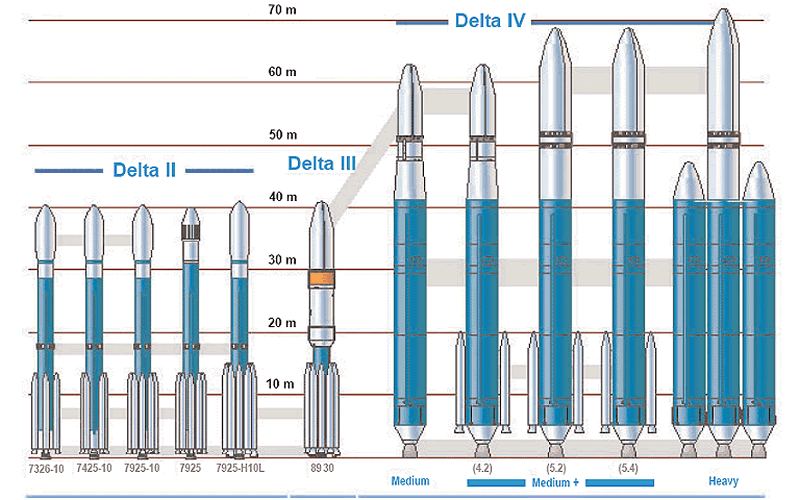 70 m
Delta IV
60 m
50 m
Delta II
Delta III
40 m
30 m
20 m
10 m
7326-10 7425-10 7925-10 7925 7925-H10L 8930
(4.2) (5.2) (5.4)
Medium Medium + Heavy